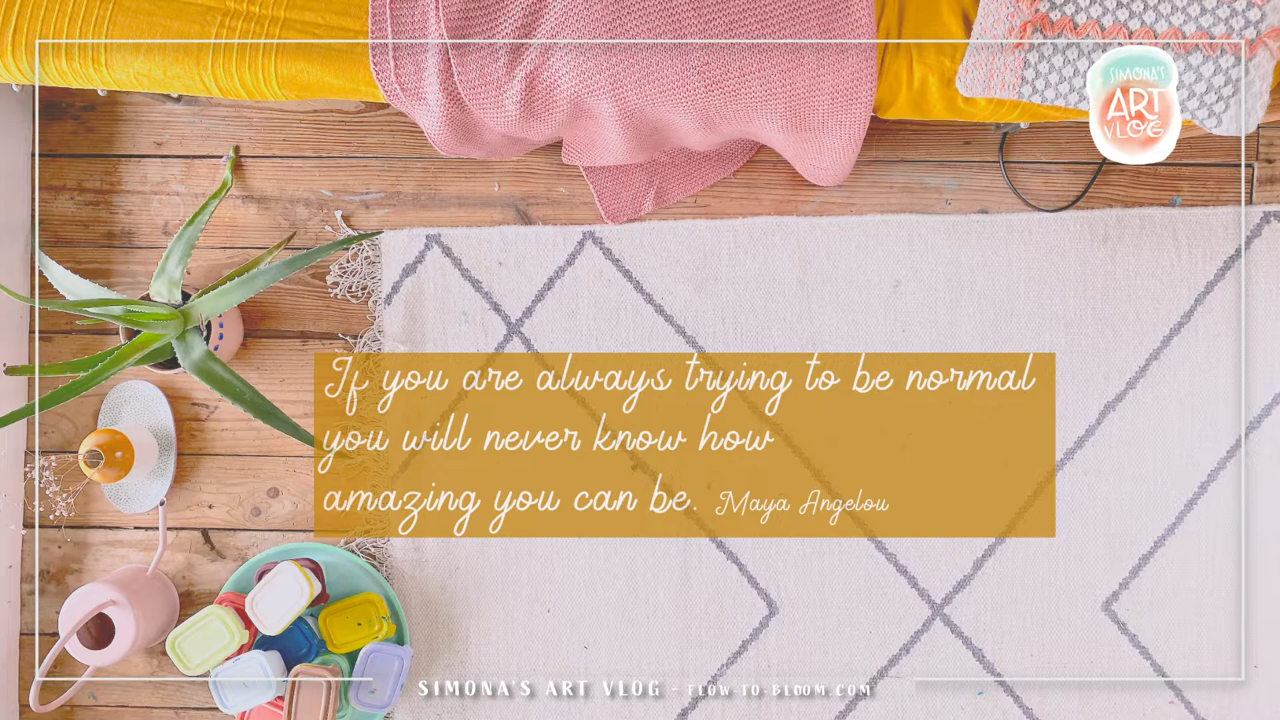 SIMONA'S
ART
VLOG
If you are always trying to be normal
you will never know how
amazing you can be. Maya Angelou
SIMONA'S ART VLOG - FLOW-TO-BLOOM.COM